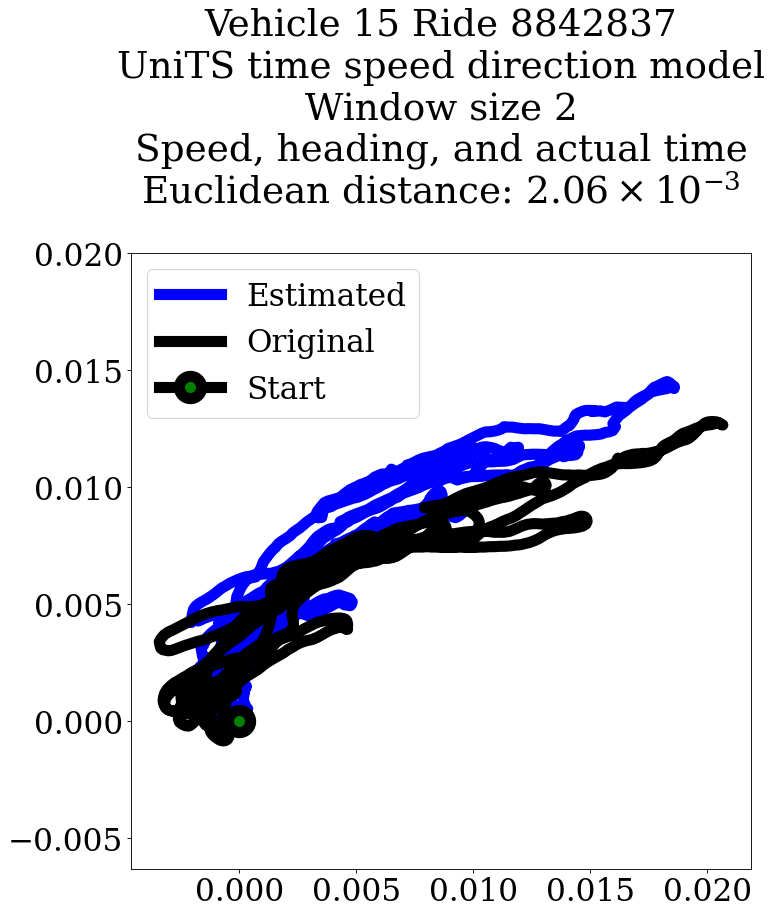 Vehicle 15 Ride 8842837
UniTS time speed direction model
Window size 2
Speed, heading, and actual time
Euclidean distance: 2.06 × 10⁻³
0.020
0.015
0.010
0.005
0.000
−0.005
Estimated
Original
Start
0.000 0.005 0.010 0.015 0.020